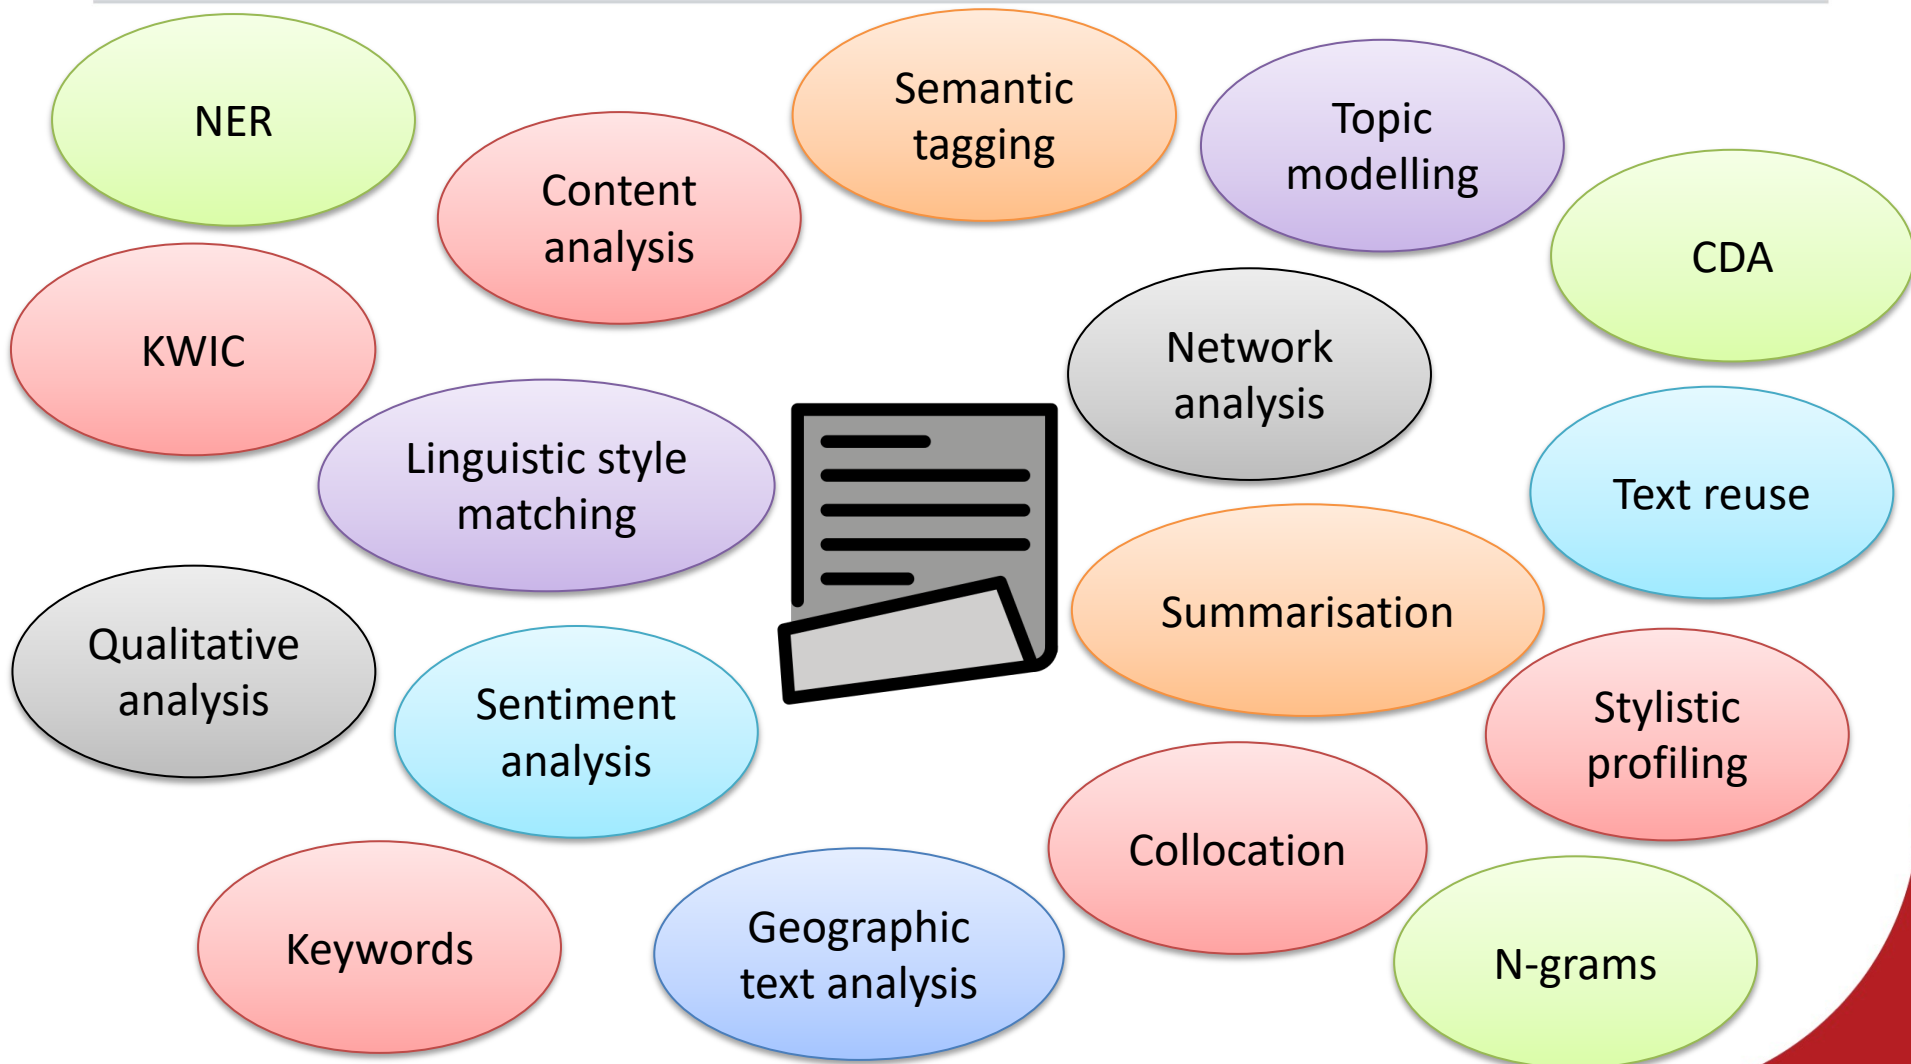 NER
Semantic
tagging
Topic
modelling
Content
analysis
CDA
KWIC
Network
analysis
Linguistic style
matching
Text reuse
Summarisation
Qualitative
analysis
Sentiment
analysis
Stylistic
profiling
Collocation
Keywords
Geographic
text analysis
N-grams